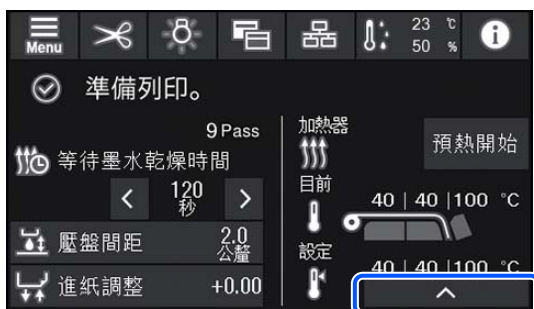 Menu
23 ℃
50 %
準備列印。
9 Pass
等待墨水乾燥時間
120
秒
壓盤間距
2.0
公釐
進紙調整
+0.00
加熱器
預熱開始
目前
40 | 40 |100 °C
設定
40 | 40 |100 °C